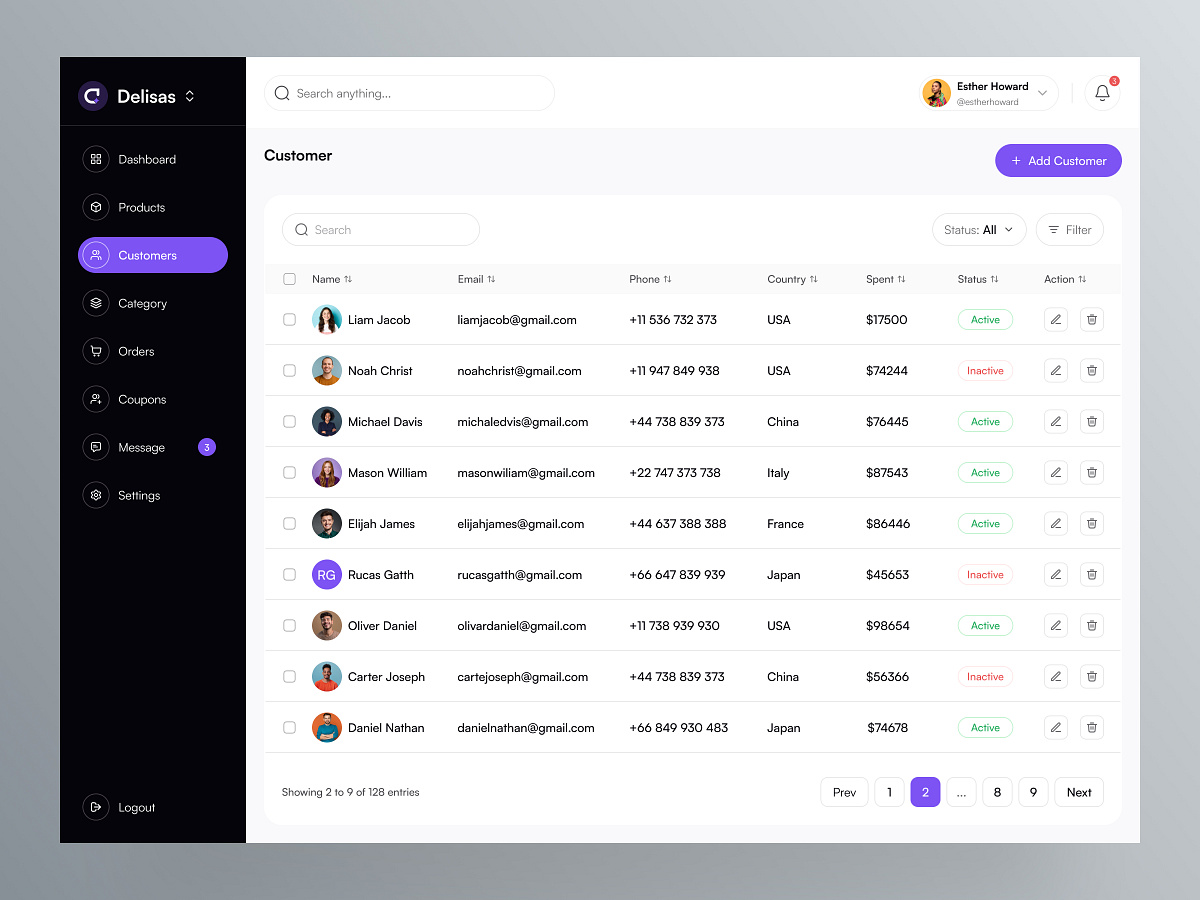 Delisas
Search anything...
Esther Howard
@estherhoward
3
Dashboard
Products
Customers
Category
Orders
Coupons
Message 3
Settings
Logout
Customer
+ Add Customer
Search
Status: All
Filter
Name Email Phone Country Spent Status Action
Liam Jacob liamjacob@gmail.com +11 536 732 373 USA $17500 Active
Noah Christ noahchrist@gmail.com +11 947 849 938 USA $74244 Inactive
Michael Davis michaledvis@gmail.com +44 738 839 373 China $76445 Active
Mason William masonwiliam@gmail.com +22 747 373 738 Italy $87543 Active
Elijah James elijahjames@gmail.com +44 637 388 388 France $86446 Active
RG Rucas Gatth rucasgatth@gmail.com +66 647 839 939 Japan $45653 Inactive
Oliver Daniel olivardaniel@gmail.com +11 738 939 930 USA $98654 Active
Carter Joseph cartejoseph@gmail.com +44 738 839 373 China $56366 Inactive
Daniel Nathan danielnathan@gmail.com +66 849 930 483 Japan $74678 Active
Showing 2 to 9 of 128 entries
Prev 1 2 ... 8 9 Next